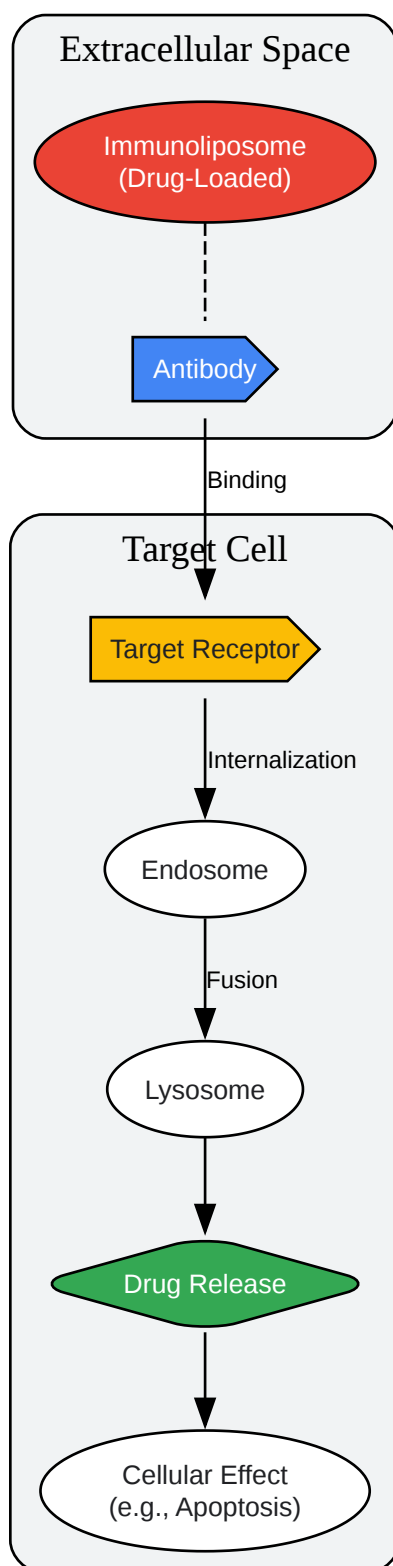 Extracellular Space
Immunoliposome
(Drug-Loaded)
Antibody
Binding
Target Cell
Target Receptor
Internalization
Endosome
Fusion
Lysosome
Drug Release
Cellular Effect
(e.g., Apoptosis)